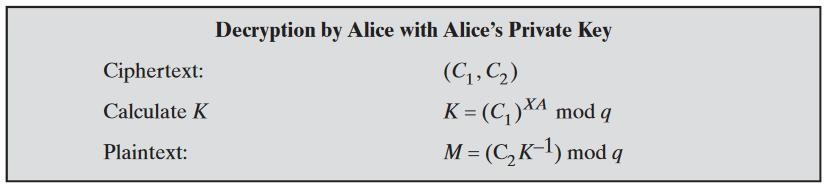 Decryption by Alice with Alice's Private Key
Ciphertext: (C₁, C₂)
Calculate K K = (C₁)^XA mod q
Plaintext: M = (C₂K⁻¹) mod q